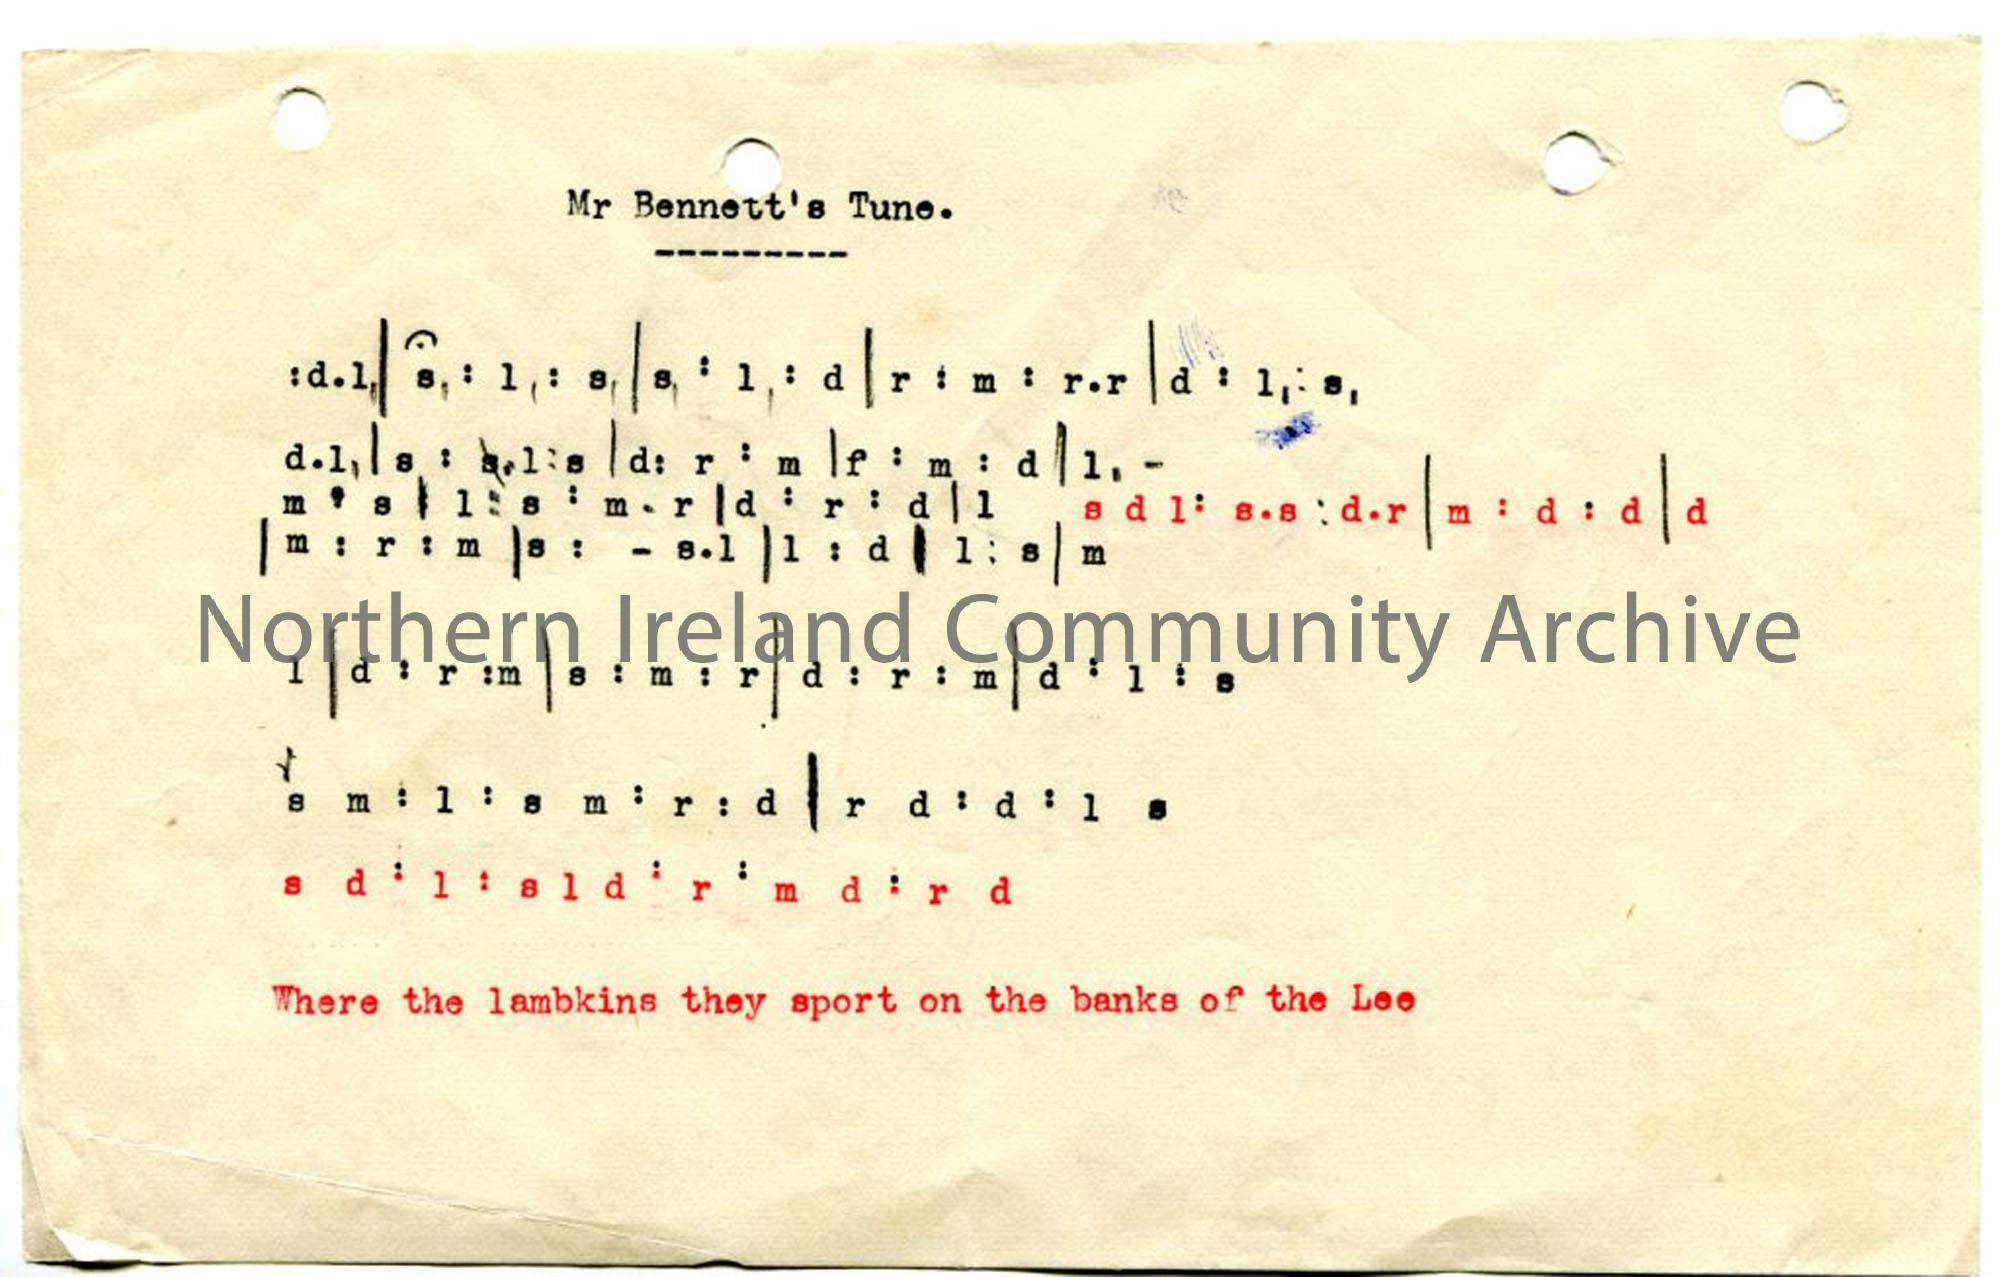 Mr Bennett's Tune.
---------
:d.l,| s,: l,: s,|s, : l,: d|r : m : r.r|d : l,: s,
d.l,|s : s.l:s|d: r : m|f : m : d|l, -
m : s| l : s : m. r|d : r : d|l s d l: s.s :d.r|m : d : d|d
|m : r : m |s : - s.l |l : d| l: s| m
Northern Ireland Community Archive
l |d : r :m|s : m : r|d : r : m|d : l : s
s m : l : s m : r : d | r d : d : l s
s d : l : s l d : r : m d : r d
Where the lambkins they sport on the banks of the Lee